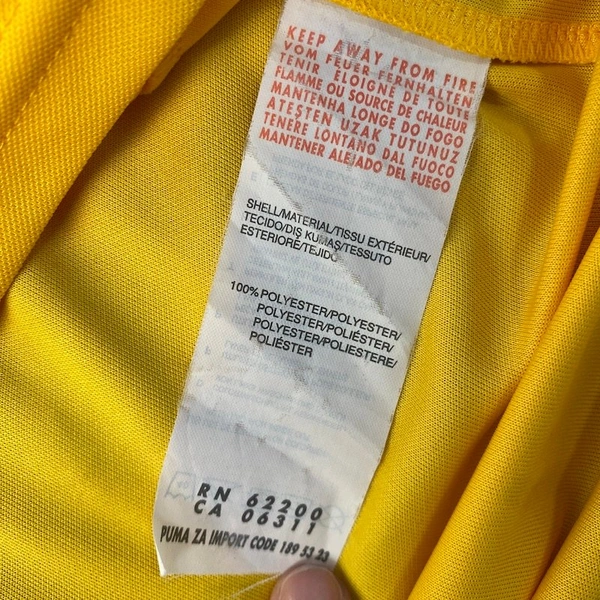 KEEP AWAY FROM FIRE
VOM FEUER FERNHALTEN
TENIR ÉLOIGNE DE TOUTE
FLAMME OU SOURCE DE CHALEUR
MANTENHA LONGE DO FOGO
ATEŞTEN UZAK TUTUNUZ
TENERE LONTANO DAL FUOCO
MANTENER ALEJADO DEL FUEGO
SHELL/MATERIAL/TISSU EXTÉRIEUR/
TECIDO/DIŞ KUMAŞ/TESSUTO
ESTERIORE/TEJIDO
100% POLYESTER/POLYESTER/
POLYESTER/POLIÉSTER/
POLYESTER/POLIESTERE/
POLIÉSTER
RN 62200
CA 06311
PUMA ZA IMPORT CODE 189 53 23